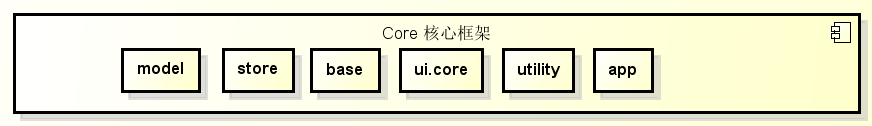 Core 核心框架
model store base ui.core utility app